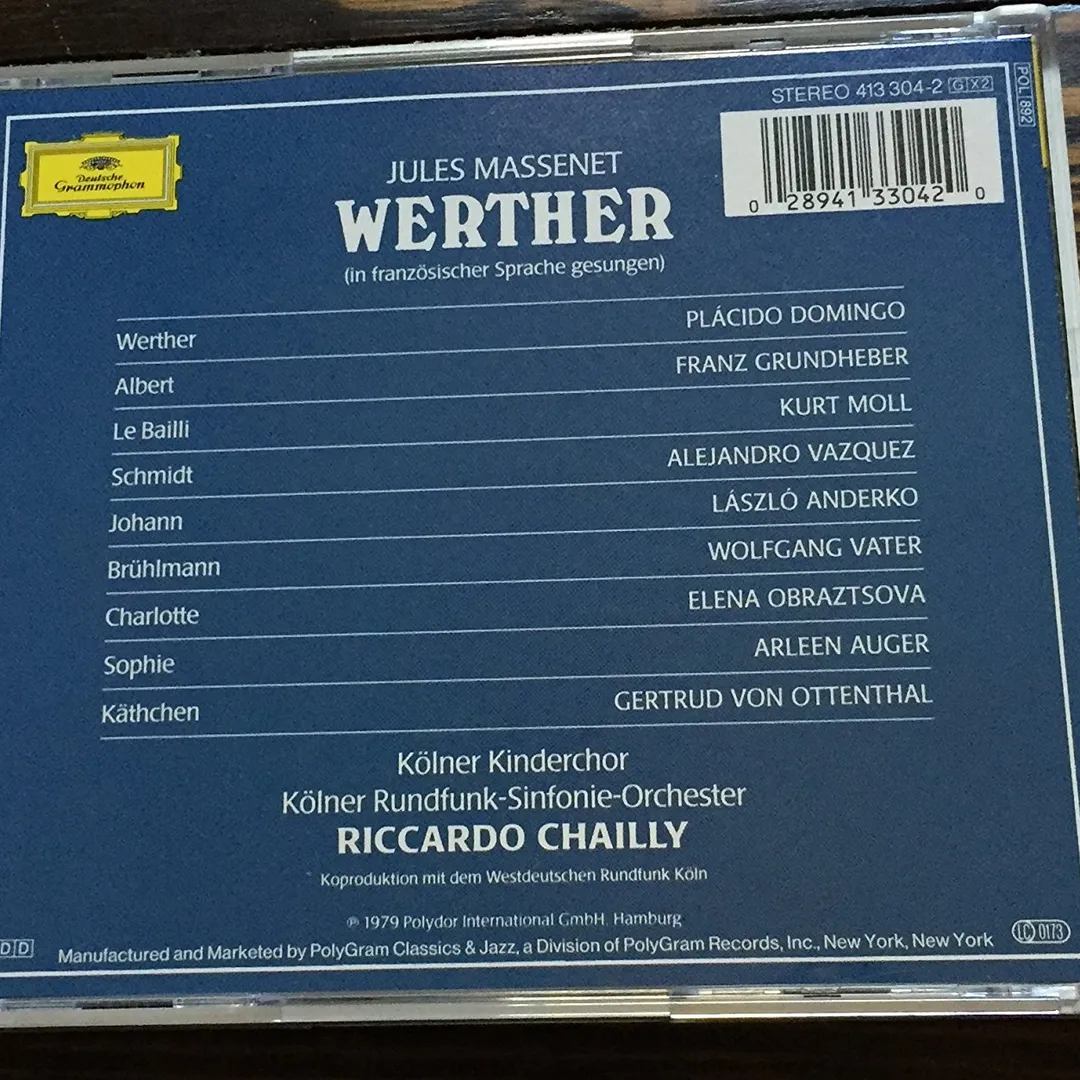 STEREO 413 304-2 G X2
POL 892
Deutsche
Grammophon
0 28941 33042 0
JULES MASSENET
WERTHER
(in französischer Sprache gesungen)
Werther PLÁCIDO DOMINGO
Albert FRANZ GRUNDHEBER
Le Bailli KURT MOLL
Schmidt ALEJANDRO VAZQUEZ
Johann LÁSZLÓ ANDERKO
Brühlmann WOLFGANG VATER
Charlotte ELENA OBRAZTSOVA
Sophie ARLEEN AUGER
Käthchen GERTRUD VON OTTENTHAL
Kölner Kinderchor
Kölner Rundfunk-Sinfonie-Orchester
RICCARDO CHAILLY
Koproduktion mit dem Westdeutschen Rundfunk Köln
℗ 1979 Polydor International GmbH, Hamburg
DD Manufactured and Marketed by PolyGram Classics & Jazz, a Division of PolyGram Records, Inc., New York, New York
LC 0173